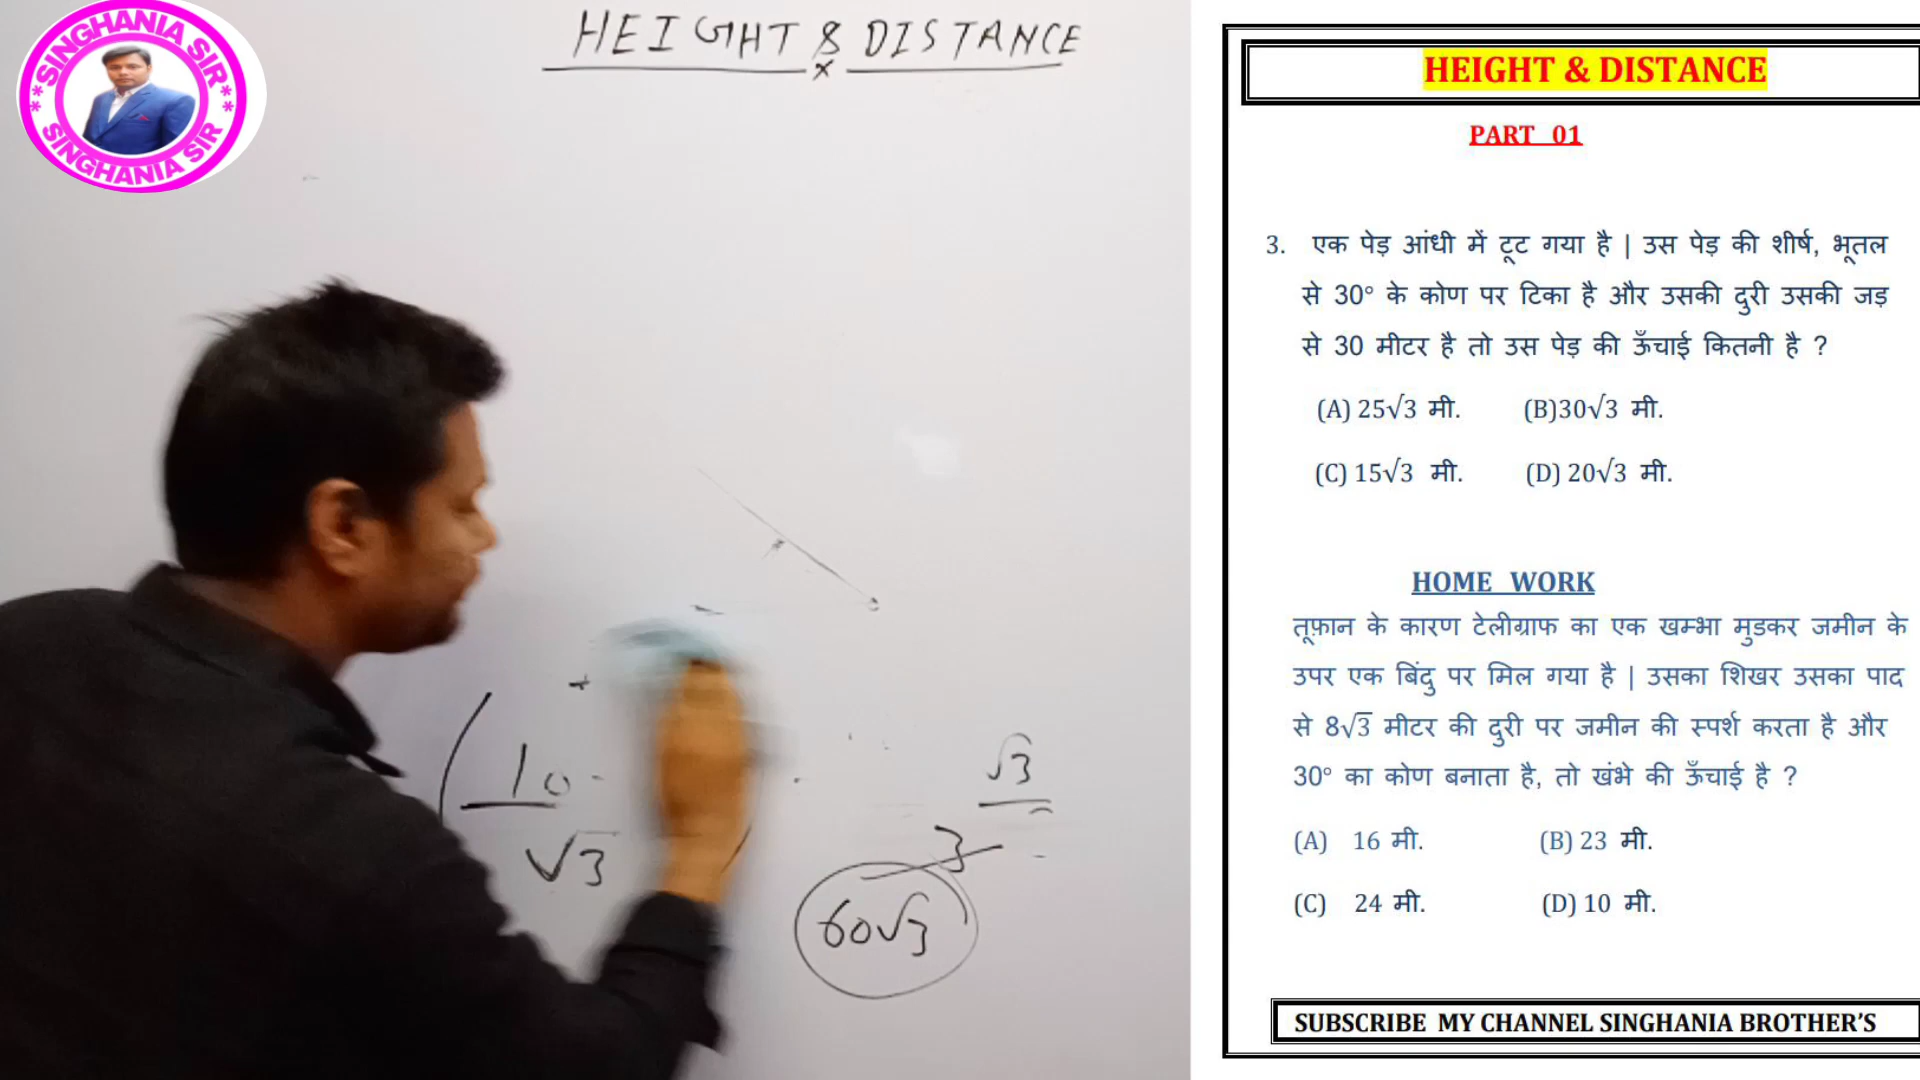 **SINGHANIA SIR**
SINGHANIA SIR
HEIGHT & DISTANCE
10
√3
√3
3
60√3
HEIGHT & DISTANCE
PART 01
3. एक पेड़ आंधी में टूट गया है | उस पेड़ की शीर्ष, भूतल
से 30° के कोण पर टिका है और उसकी दुरी उसकी जड़
से 30 मीटर है तो उस पेड़ की ऊँचाई कितनी है ?
(A) 25√3 मी. (B)30√3 मी.
(C) 15√3 मी. (D) 20√3 मी.
HOME WORK
तूफ़ान के कारण टेलीग्राफ का एक खम्भा मुडकर जमीन के
उपर एक बिंदु पर मिल गया है | उसका शिखर उसका पाद
से 8√3 मीटर की दुरी पर जमीन की स्पर्श करता है और
30° का कोण बनाता है, तो खंभे की ऊँचाई है ?
(A) 16 मी. (B) 23 मी.
(C) 24 मी. (D) 10 मी.
SUBSCRIBE MY CHANNEL SINGHANIA BROTHER'S